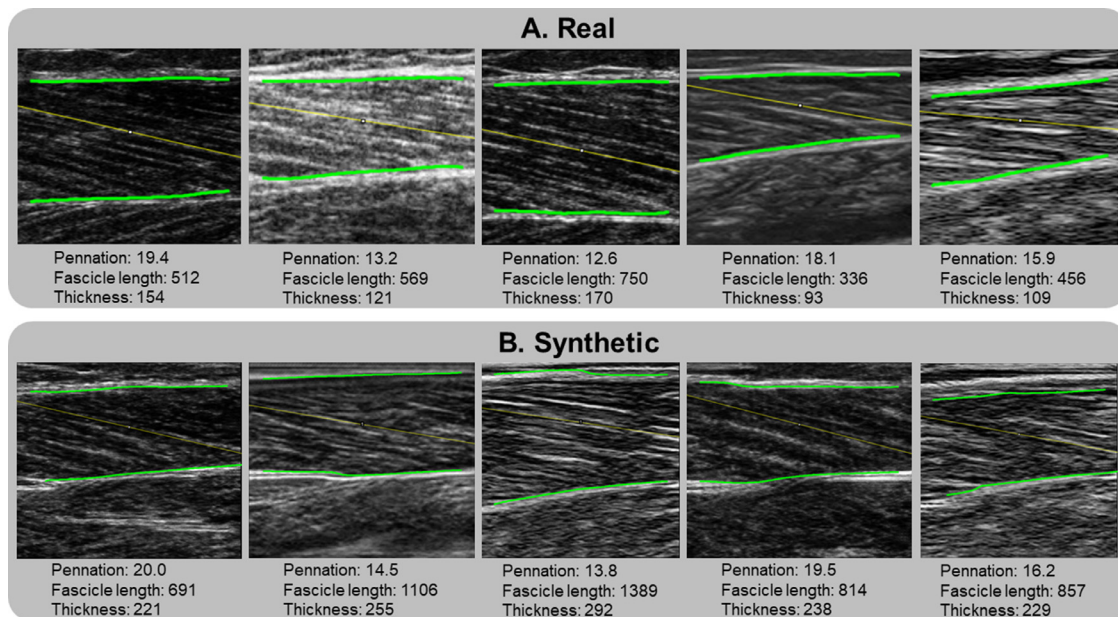 A. Real
Pennation: 19.4
Fascicle length: 512
Thickness: 154
Pennation: 13.2
Fascicle length: 569
Thickness: 121
Pennation: 12.6
Fascicle length: 750
Thickness: 170
Pennation: 18.1
Fascicle length: 336
Thickness: 93
Pennation: 15.9
Fascicle length: 456
Thickness: 109
B. Synthetic
Pennation: 20.0
Fascicle length: 691
Thickness: 221
Pennation: 14.5
Fascicle length: 1106
Thickness: 255
Pennation: 13.8
Fascicle length: 1389
Thickness: 292
Pennation: 19.5
Fascicle length: 814
Thickness: 238
Pennation: 16.2
Fascicle length: 857
Thickness: 229